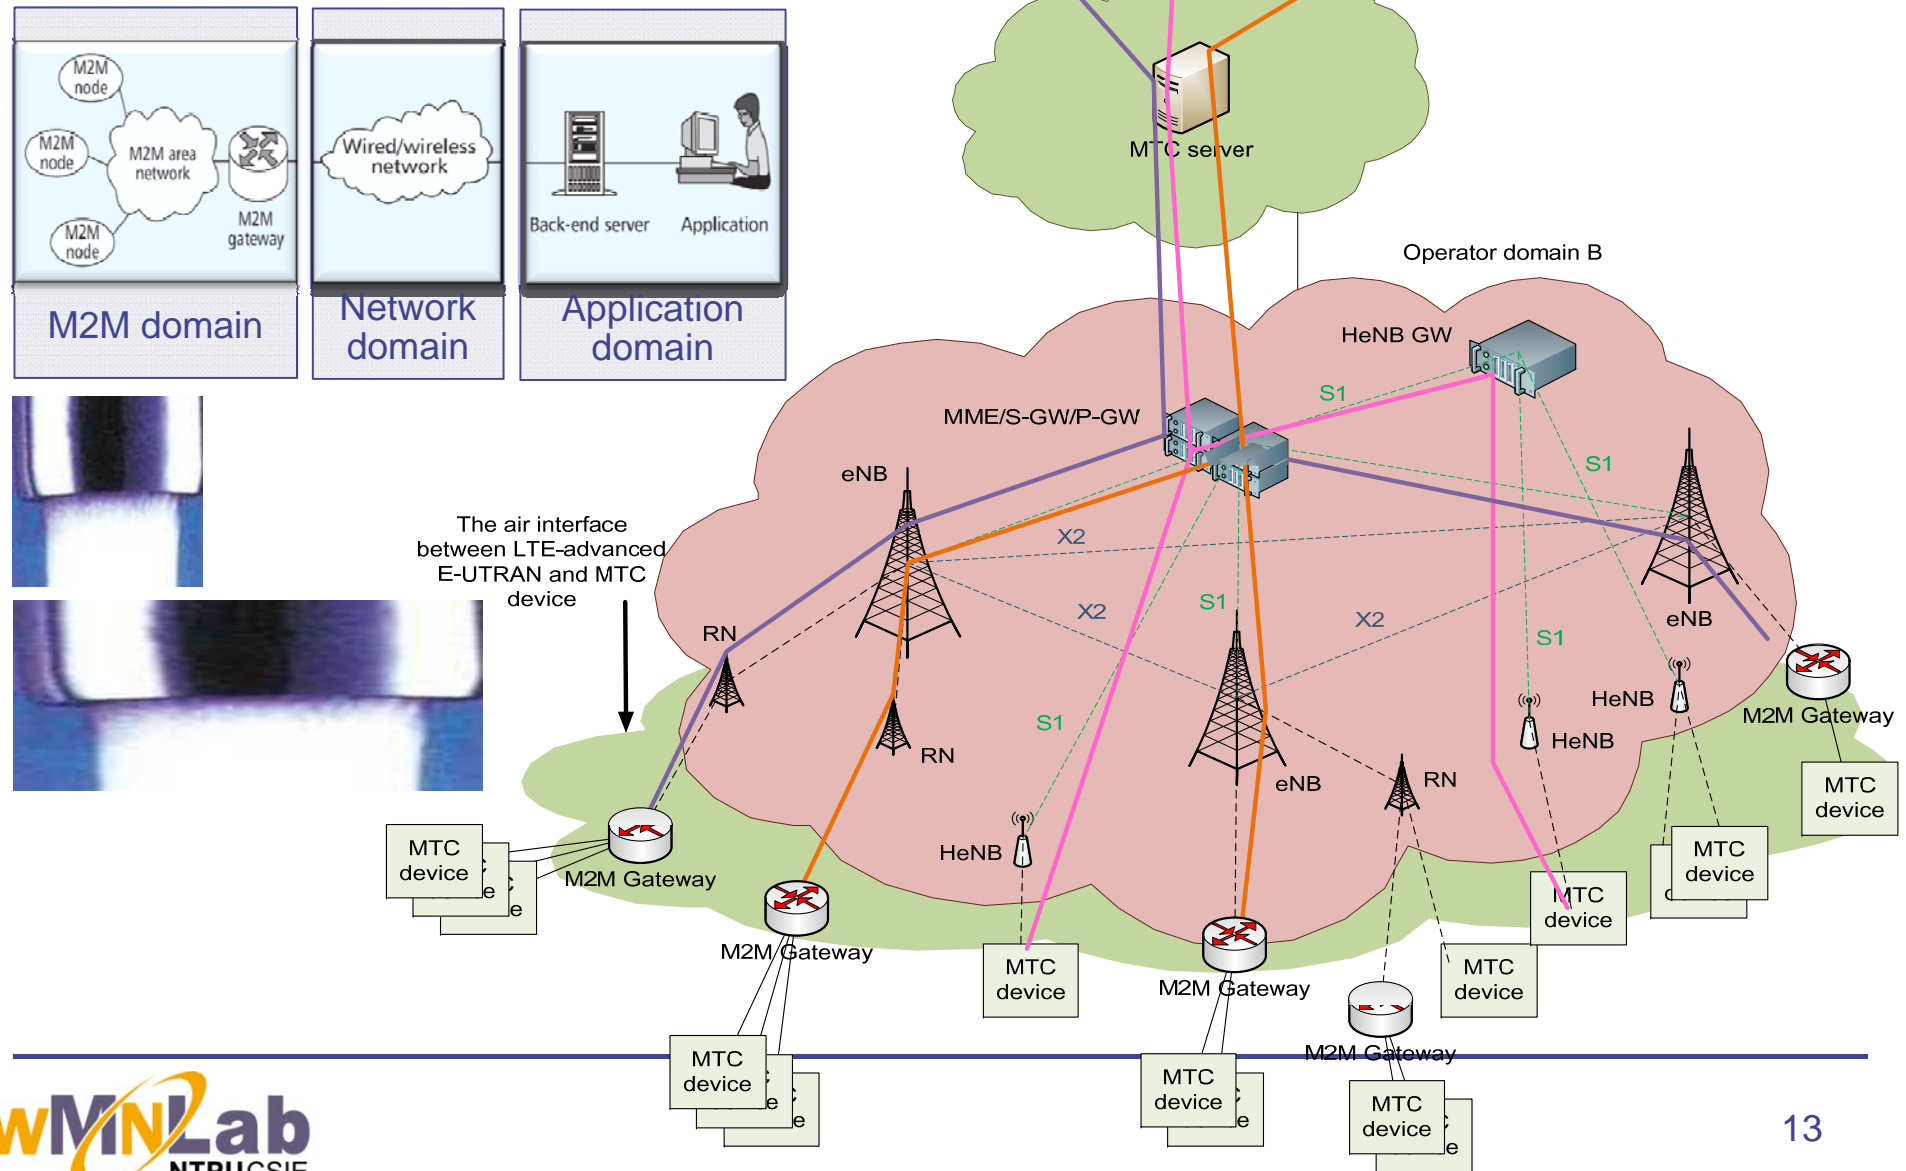 M2M
node
M2M
node
M2M
node
M2M area
network
M2M
gateway
Wired/wireless
network
Back-end server
Application
M2M domain
Network
domain
Application
domain
MTC server
Operator domain B
HeNB GW
S1
MME/S-GW/P-GW
eNB
S1
The air interface
between LTE-advanced
E-UTRAN and MTC
device
X2
X2
S1
X2
eNB
RN
S1
HeNB
M2M Gateway
S1
HeNB
RN
eNB
RN
MTC
device
HeNB
MTC
device
e
e
M2M Gateway
MTC
device
MTC
device
M2M Gateway
MTC
device
M2M Gateway
MTC
device
M2M Gateway
MTC
device
e
e
MTC
device
e
MTC
device
e
wMNLab
NTPUCSIE
13